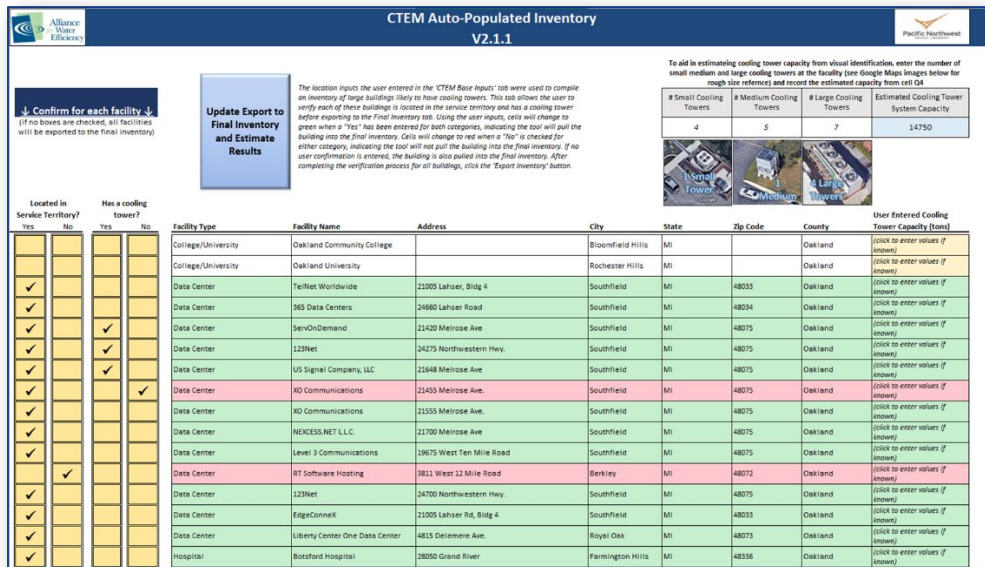 Alliance
for Water
Efficiency
CTEM Auto-Populated Inventory
V2.1.1
Pacific Northwest
↓ Confirm for each facility ↓
(if no boxes are checked, all facilities
will be exported to the final inventory)
Update Export to
Final Inventory
and Estimate
Results
The location inputs the user entered in the 'CTEM Base Inputs' tab were used to compile
an inventory of large buildings likely to have cooling towers. This tab allows the user to
verify each of these buildings is located in the service territory and has a cooling tower
before exporting to the Final Inventory tab. Using the user inputs, cells will change to
green when a "Yes" has been entered for both categories, indicating the tool will pull the
building into the final inventory. Cells will change to red when a "No" is checked for
either category, indicating the tool will not pull the building into the final inventory. If no
user confirmation is entered, the building is also pulled into the final inventory. After
completing the verification process for all buildings, click the 'Export Inventory' button.
To aid in estimateing cooling tower capacity from visual identification, enter the number of
small medium and large cooling towers at the faculity (see Google Maps images below for
rough size refernce) and record the estimated capacity from cell Q4
# Small Cooling Towers # Medium Cooling Towers # Large Cooling Towers Estimated Cooling Tower System Capacity
4 5 7 14750
1 Small Tower
1 Medium
4 Large Towers
Located in Service Territory? Has a cooling tower?
Yes No Yes No Facility Type Facility Name Address City State Zip Code County User Entered Cooling Tower Capacity (tons)
College/University Oakland Community College Bloomfield Hills MI Oakland (click to enter values if known)
College/University Oakland University Rochester Hills MI Oakland (click to enter values if known)
✓ Data Center TelNet Worldwide 21005 Lahser, Bldg 4 Southfield MI 48033 Oakland (click to enter values if known)
✓ Data Center 365 Data Centers 24660 Lahser Road Southfield MI 48034 Oakland (click to enter values if known)
✓ ✓ Data Center ServOnDemand 21420 Melrose Ave Southfield MI 48075 Oakland (click to enter values if known)
✓ ✓ Data Center 123Net 24275 Northwestern Hwy. Southfield MI 48075 Oakland (click to enter values if known)
✓ ✓ Data Center US Signal Company, LLC 21648 Melrose Ave Southfield MI 48075 Oakland (click to enter values if known)
✓ ✓ Data Center XO Communications 21455 Melrose Ave. Southfield MI 48075 Oakland (click to enter values if known)
✓ Data Center XO Communications 21555 Melrose Ave. Southfield MI 48075 Oakland (click to enter values if known)
✓ Data Center NEXCESS.NET L.L.C. 21700 Melrose Ave Southfield MI 48075 Oakland (click to enter values if known)
✓ Data Center Level 3 Communications 19675 West Ten Mile Road Southfield MI 48075 Oakland (click to enter values if known)
✓ Data Center RT Software Hosting 3811 West 12 Mile Road Berkley MI 48072 Oakland (click to enter values if known)
✓ Data Center 123Net 24700 Northwestern Hwy. Southfield MI 48075 Oakland (click to enter values if known)
✓ Data Center EdgeConneX 21005 Lahser Rd, Bldg 4 Southfield MI 48033 Oakland (click to enter values if known)
✓ Data Center Liberty Center One Data Center 4815 Delemere Ave. Royal Oak MI 48073 Oakland (click to enter values if known)
✓ Hospital Botsford Hospital 28050 Grand River Farmington Hills MI 48336 Oakland (click to enter values if known)